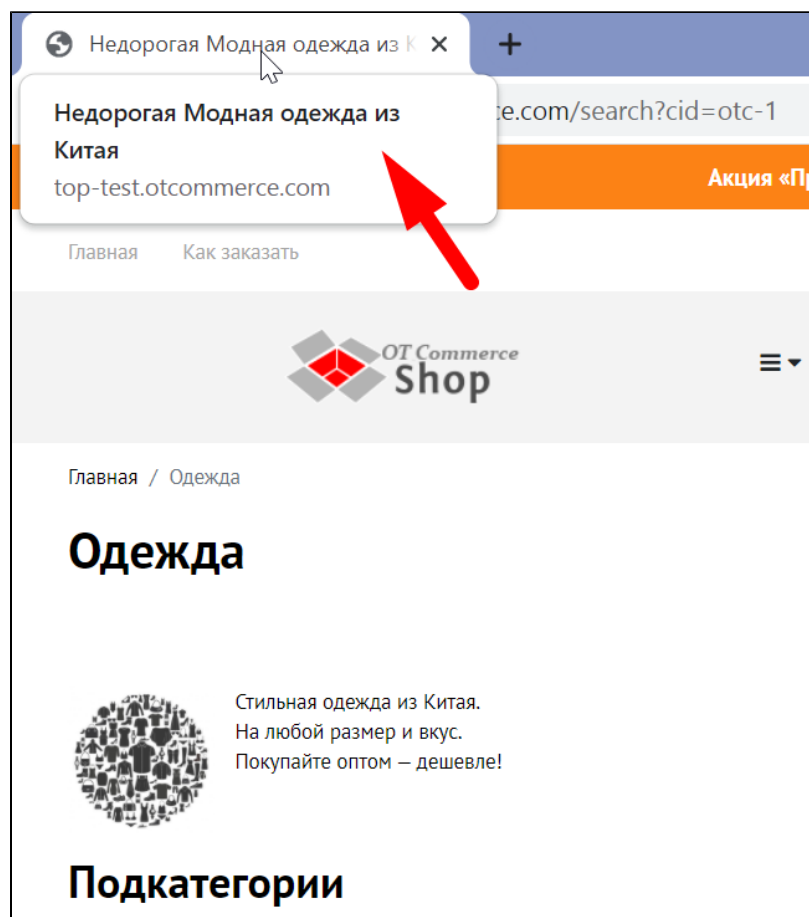 Недорогая Модная одежда из К
Недорогая Модная одежда из
Китая
top-test.otcommerce.com
ce.com/search?cid=otc-1
Акция «Пр
Главная Как заказать
OT Commerce
Shop
Главная / Одежда
Одежда
Стильная одежда из Китая.
На любой размер и вкус.
Покупайте оптом — дешевле!
Подкатегории